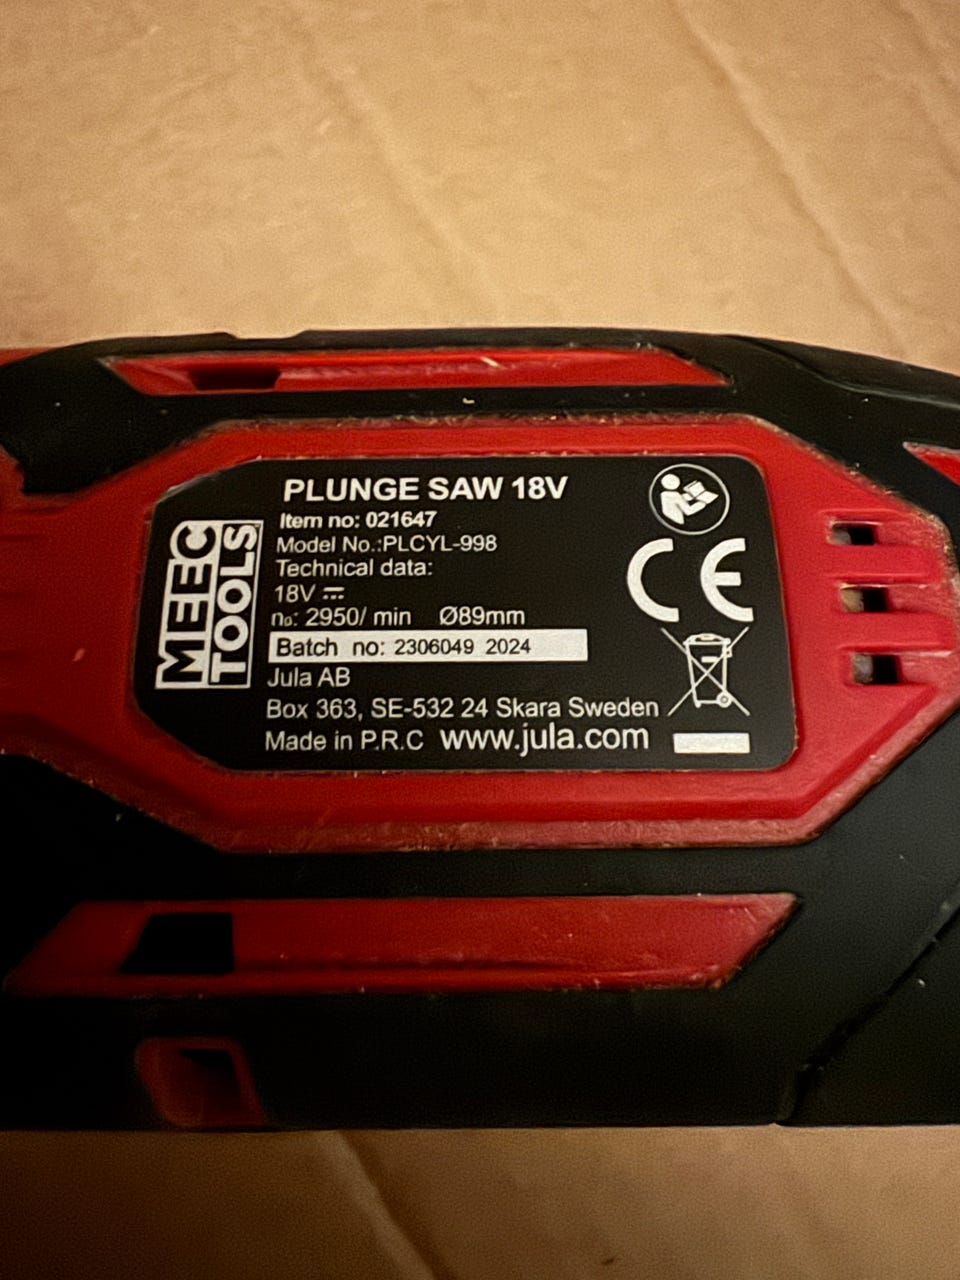 MEEC
TOOLS
PLUNGE SAW 18V
Item no: 021647
Model No.:PLCYL-998
Technical data:
18V ⎓
n₀: 2950/ min Ø89mm
Batch no: 2306049 2024
Jula AB
Box 363, SE-532 24 Skara Sweden
Made in P.R.C www.jula.com
CE